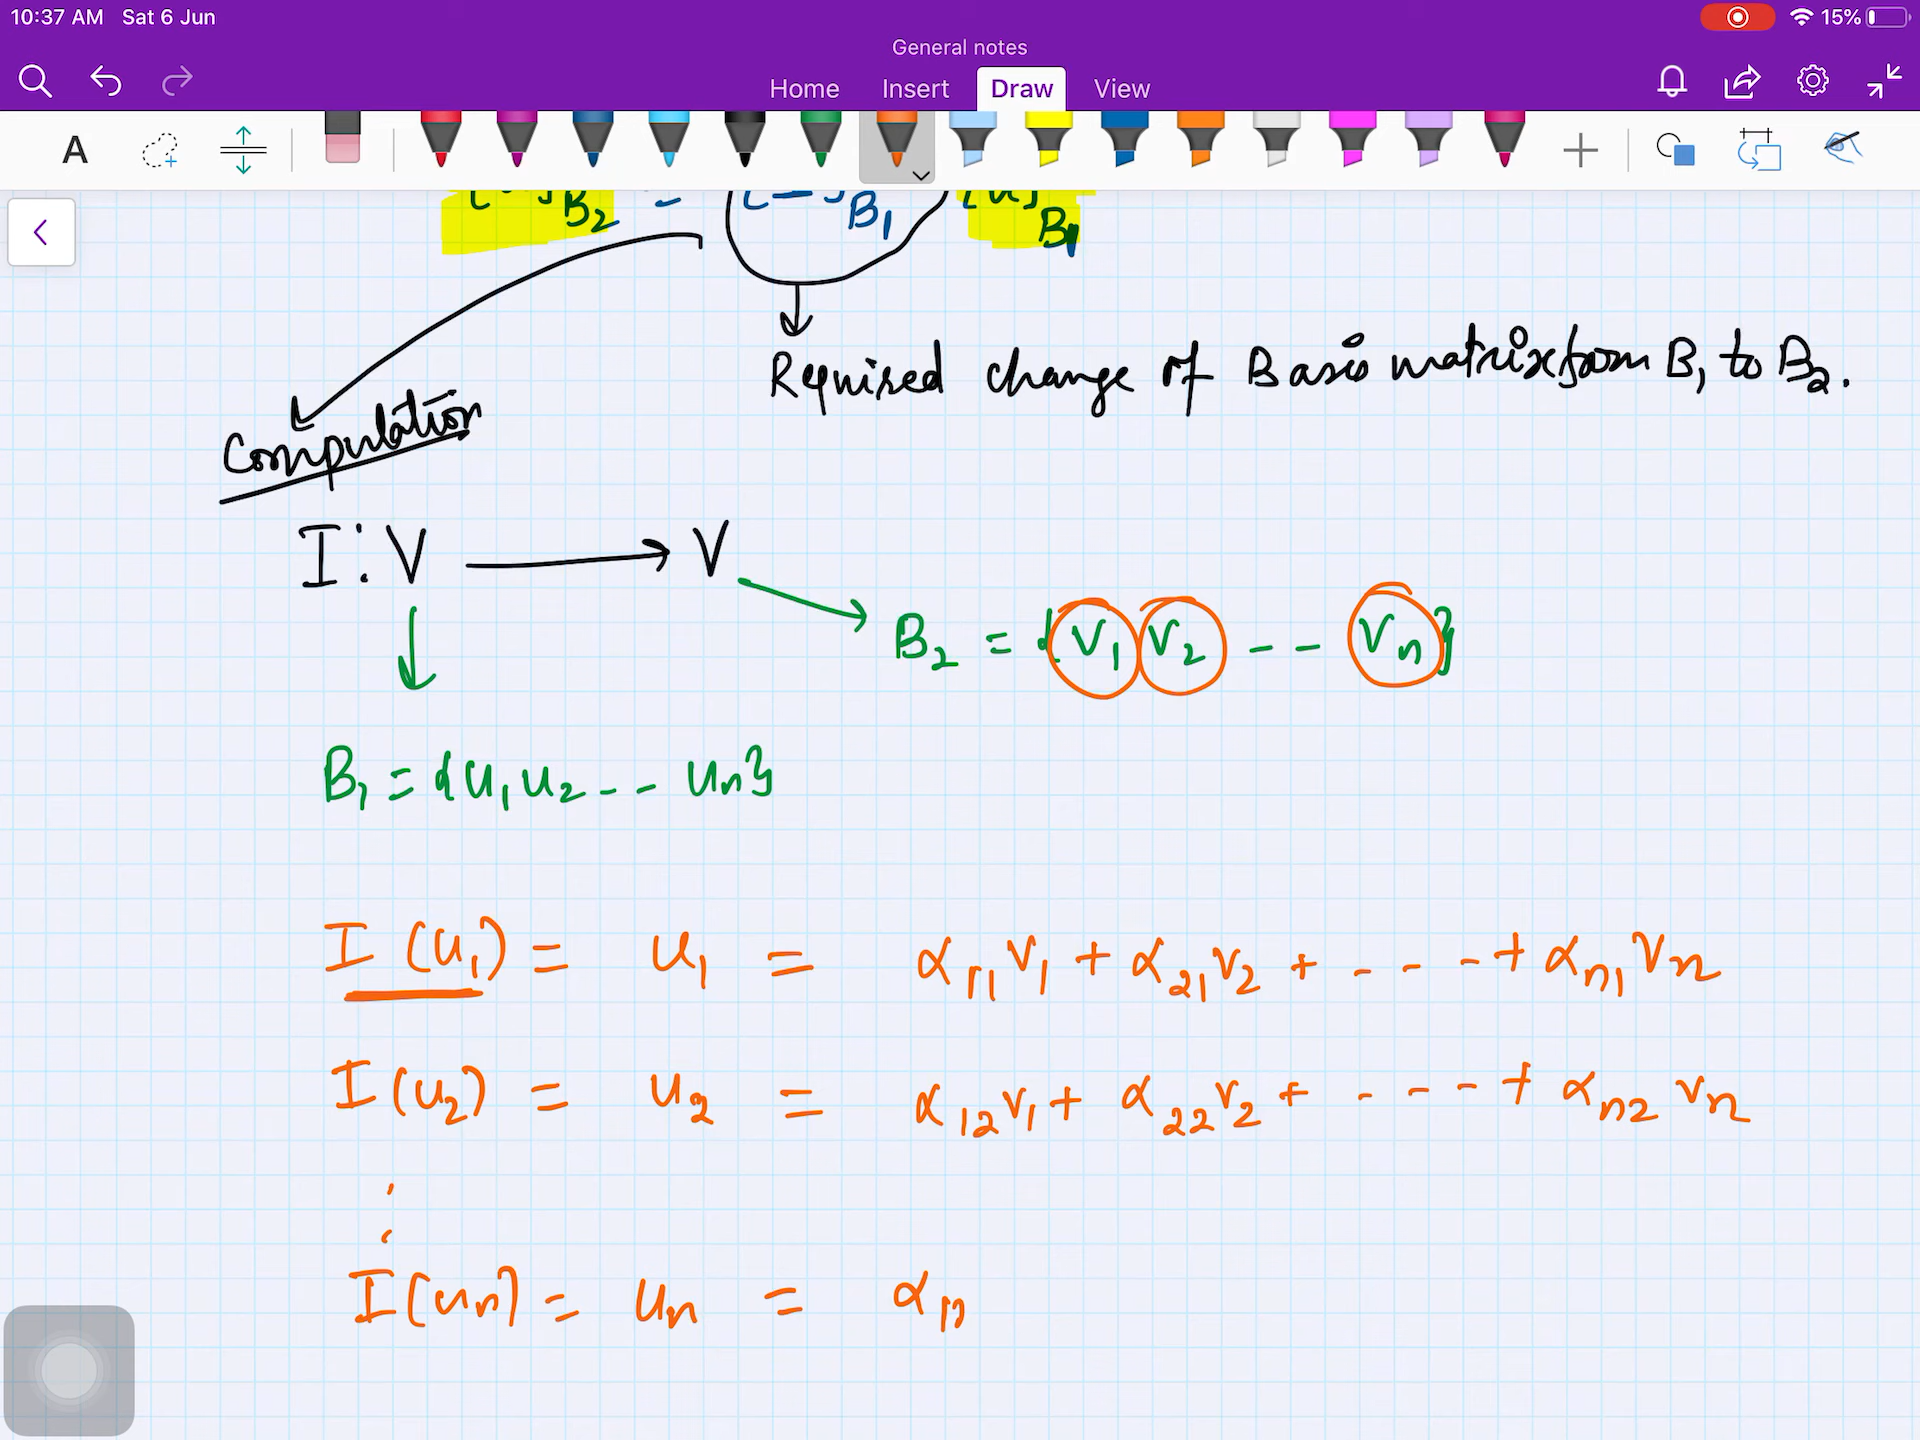 10:37 AM Sat 6 Jun
15%
General notes
Home Insert Draw View
A
B₂ = B₁ B₁
Required change of Basis matrix from B₁ to B₂.
Computation
I: V ⟶ V
B₂ = {v₁ v₂ -- vₙ}
B₁ = {u₁ u₂ -- uₙ}
I (u₁) = u₁ = α₁₁v₁ + α₂₁v₂ + ---- + αₙ₁vₙ
I (u₂) = u₂ = α₁₂v₁ + α₂₂v₂ + ---- + αₙ₂ vₙ
⋮
I (uₙ) = uₙ = α₁ₙ